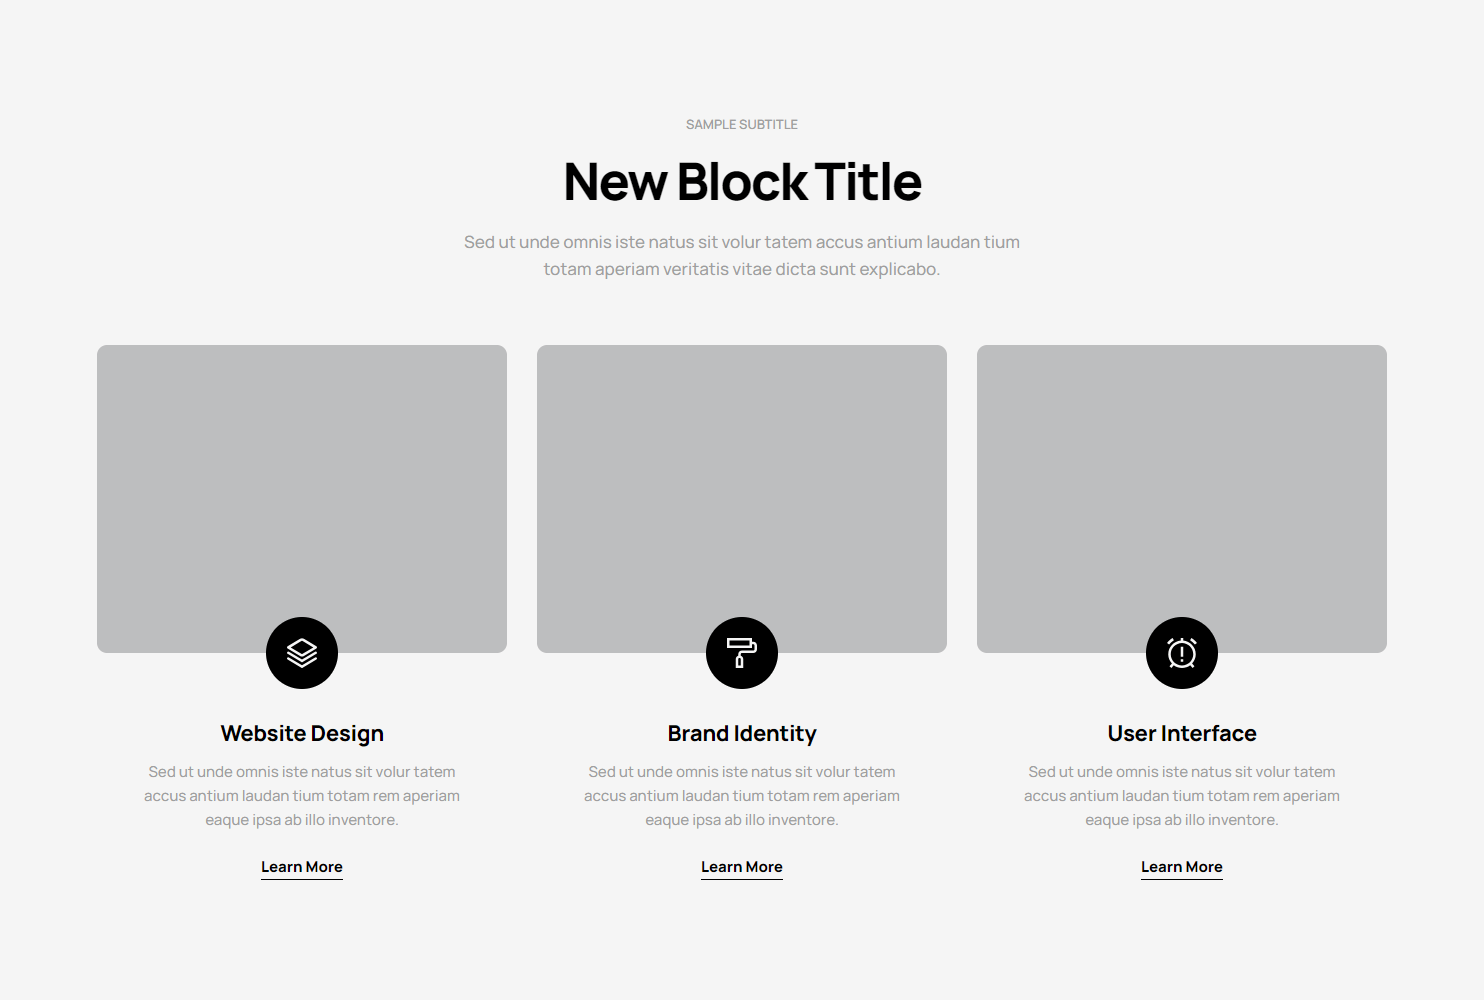 SAMPLE SUBTITLE
New Block Title
Sed ut unde omnis iste natus sit volur tatem accus antium laudan tium
totam aperiam veritatis vitae dicta sunt explicabo.
Website Design
Sed ut unde omnis iste natus sit volur tatem
accus antium laudan tium totam rem aperiam
eaque ipsa ab illo inventore.
Learn More
Brand Identity
Sed ut unde omnis iste natus sit volur tatem
accus antium laudan tium totam rem aperiam
eaque ipsa ab illo inventore.
Learn More
User Interface
Sed ut unde omnis iste natus sit volur tatem
accus antium laudan tium totam rem aperiam
eaque ipsa ab illo inventore.
Learn More